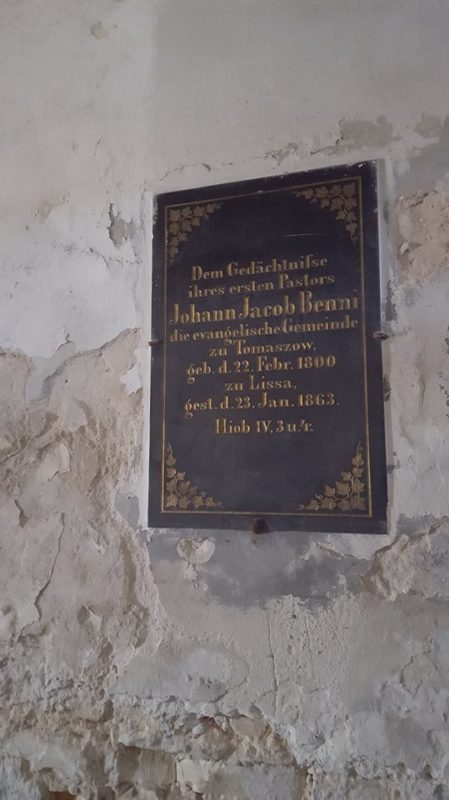 Dem Gedächtnifse
ihres ersten Pastors
Johann Jacob Benni
die evangelische Gemeinde
zu Tomaszow,
geb. d. 22. Febr. 1800
zu Lissa,
gest. d. 23. Jan. 1863.
Hiob IV, 3 u. 4.